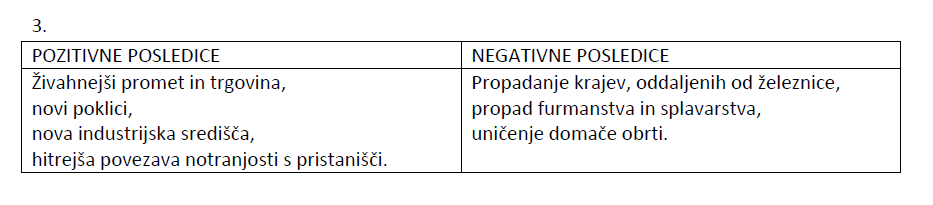 3.
POZITIVNE POSLEDICE
NEGATIVNE POSLEDICE
Živahnejši promet in trgovina,
novi poklici,
nova industrijska središča,
hitrejša povezava notranjosti s pristanišči.
Propadanje krajev, oddaljenih od železnice,
propad furmanstva in splavarstva,
uničenje domače obrti.